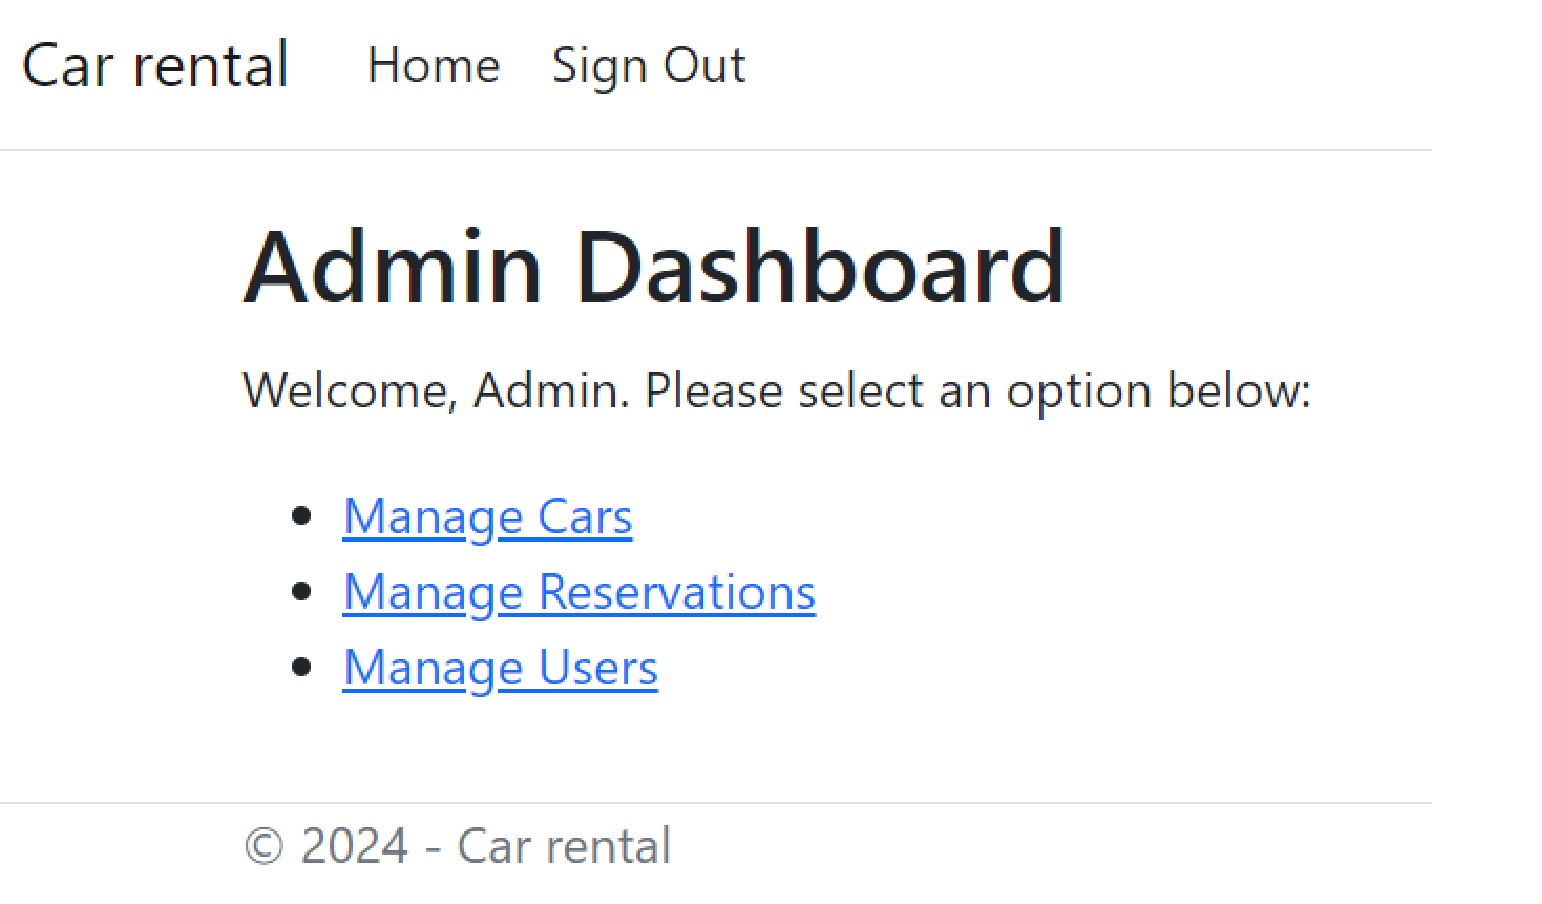 Car rental Home Sign Out
Admin Dashboard
Welcome, Admin. Please select an option below:
Manage Cars
Manage Reservations
Manage Users
© 2024 - Car rental